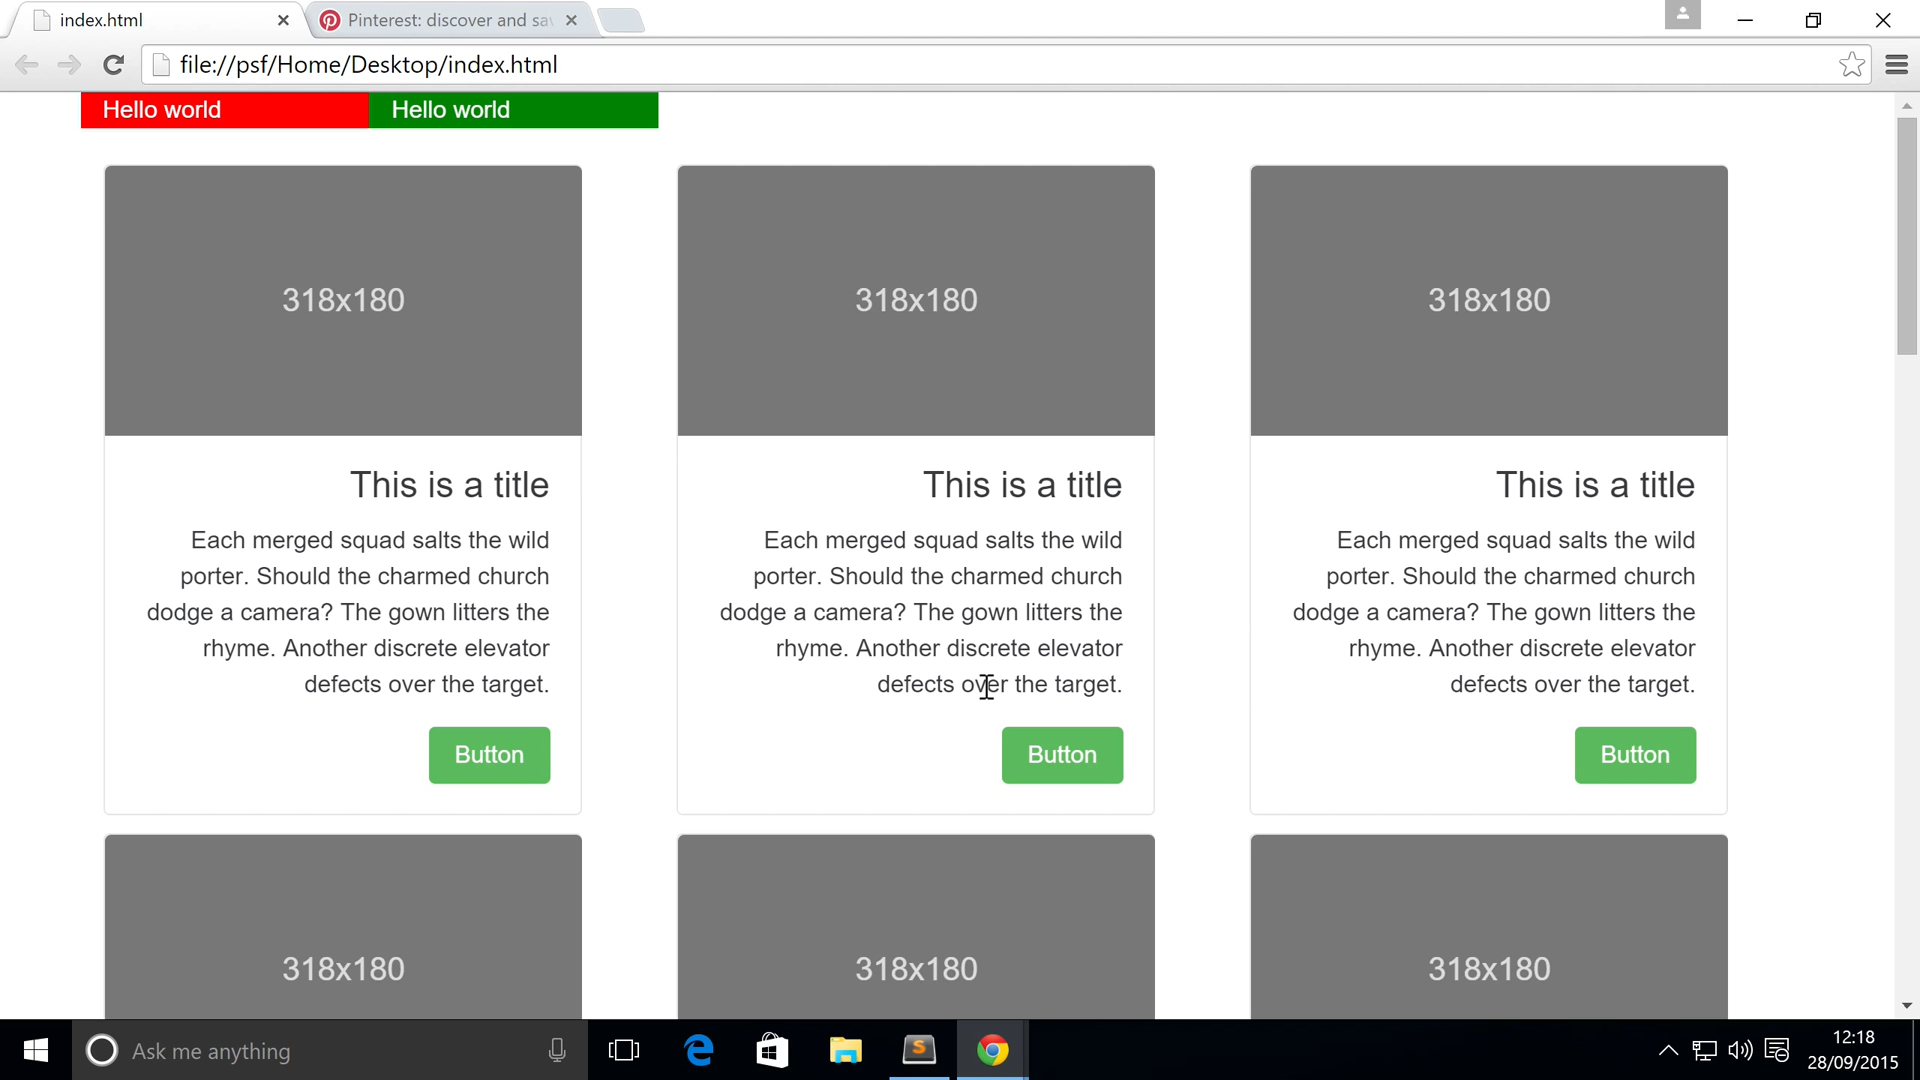 index.html
Pinterest: discover and sav
file://psf/Home/Desktop/index.html
Hello world
Hello world
318x180
318x180
318x180
This is a title
Each merged squad salts the wild
porter. Should the charmed church
dodge a camera? The gown litters the
rhyme. Another discrete elevator
defects over the target.
Button
This is a title
Each merged squad salts the wild
porter. Should the charmed church
dodge a camera? The gown litters the
rhyme. Another discrete elevator
defects over the target.
Button
This is a title
Each merged squad salts the wild
porter. Should the charmed church
dodge a camera? The gown litters the
rhyme. Another discrete elevator
defects over the target.
Button
318x180
318x180
318x180
Ask me anything
12:18
28/09/2015